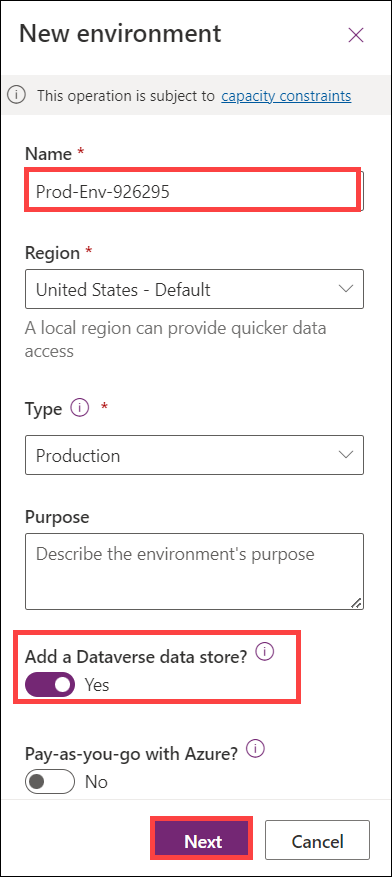 New environment
This operation is subject to capacity constraints
Name *
Prod-Env-926295
Region *
United States - Default
A local region can provide quicker data
access
Type *
Production
Purpose
Describe the environment's purpose
Add a Dataverse data store?
Yes
Pay-as-you-go with Azure?
No
Next Cancel